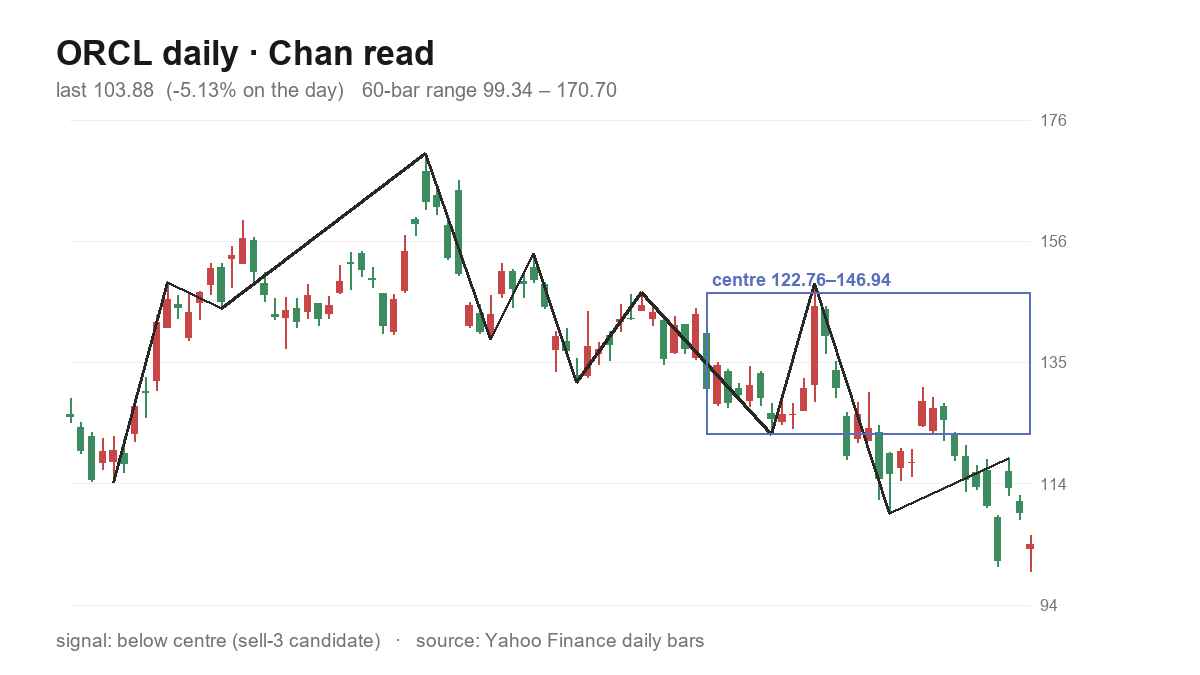 ORCL daily · Chan read
last 103.88 (-5.13% on the day) 60-bar range 99.34 – 170.70
176
156
centre 122.76–146.94
135
114
94
signal: below centre (sell-3 candidate) · source: Yahoo Finance daily bars